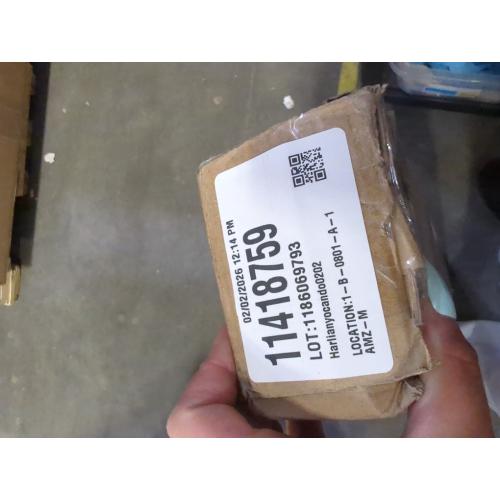 02/02/2026 12:14 PM
11418759
LOT:1186069793
Harlianyocando0202
LOCATION:1-B-0801-A-1
AMZ-M